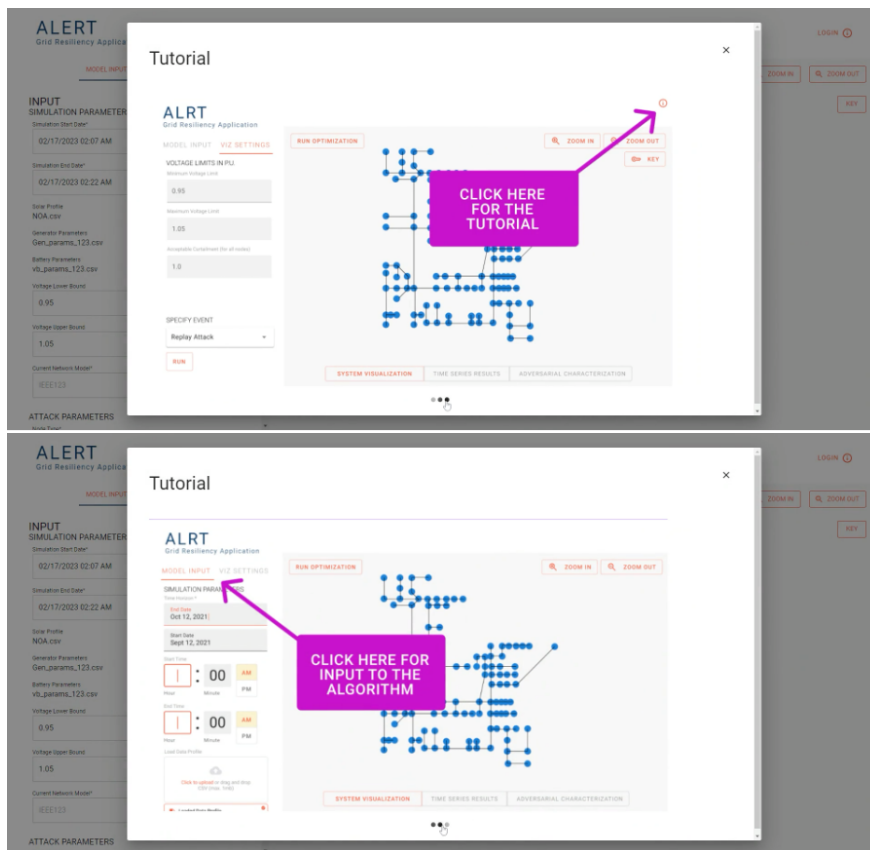 ALERT
Grid Resiliency Applica
LOGIN
MODEL INPUT
ZOOM IN
ZOOM OUT
KEY
INPUT
SIMULATION PARAMETER
Simulation Start Date*
02/17/2023 02:07 AM
Simulation End Date*
02/17/2023 02:22 AM
Solar Profile
NOA.csv
Generator Parameters
Gen_params_123.csv
Battery Parameters
vb_params_123.csv
Voltage Lower Bound
0.95
Voltage Upper Bound
1.05
Current Network Model*
IEEE123
ATTACK PARAMETERS
Node Type*
Tutorial
×
ALRT
Grid Resiliency Application
MODEL INPUT VIZ SETTINGS
VOLTAGE LIMITS IN P.U.
Minimum Voltage Limit
0.95
Maximum Voltage Limit
1.05
1.0
SPECIFY EVENT
Replay Attack
RUN
RUN OPTIMIZATION
ZOOM IN
ZOOM OUT
KEY
CLICK HERE
FOR THE
TUTORIAL
SYSTEM VISUALIZATION TIME SERIES RESULTS ADVERSARIAL CHARACTERIZATION
ALERT
Grid Resiliency Applica
LOGIN
MODEL INPUT
ZOOM IN
ZOOM OUT
KEY
INPUT
SIMULATION PARAMETER
Simulation Start Date*
02/17/2023 02:07 AM
Simulation End Date*
02/17/2023 02:22 AM
Solar Profile
NOA.csv
Generator Parameters
Gen_params_123.csv
Battery Parameters
vb_params_123.csv
Voltage Lower Bound
0.95
Voltage Upper Bound
1.05
Current Network Model*
IEEE123
ATTACK PARAMETERS
Tutorial
×
ALRT
Grid Resiliency Application
MODEL INPUT VIZ SETTINGS
SIMULATION PARAMETERS
Time Horizon *
End Date
Oct 12, 2021
Start Date
Sept 12, 2021
Start Time
: 00 AM
PM
Hour Minute
End Time
: 00 AM
PM
Hour Minute
Load Data Profile
Click to upload or drag and drop
RUN OPTIMIZATION
ZOOM IN
ZOOM OUT
CLICK HERE FOR
INPUT TO THE
ALGORITHM
SYSTEM VISUALIZATION TIME SERIES RESULTS ADVERSARIAL CHARACTERIZATION